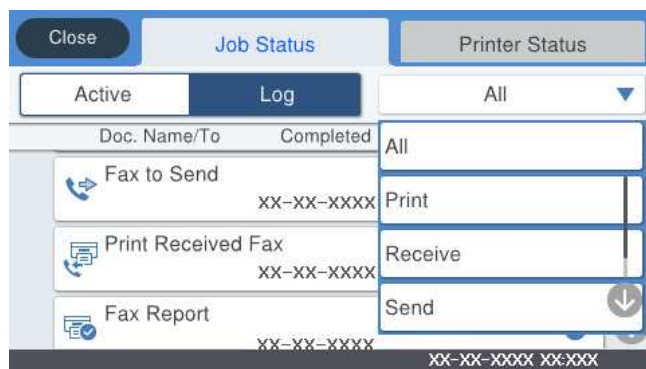 Close
Job Status
Printer Status
Active
Log
All
Doc. Name/To
Completed
All
Fax to Send
XX-XX-XXXX
Print
Print Received Fax
XX-XX-XXXX
Receive
Fax Report
XX-XX-XXXX
Send
XX-XX-XXXX XX:XXX